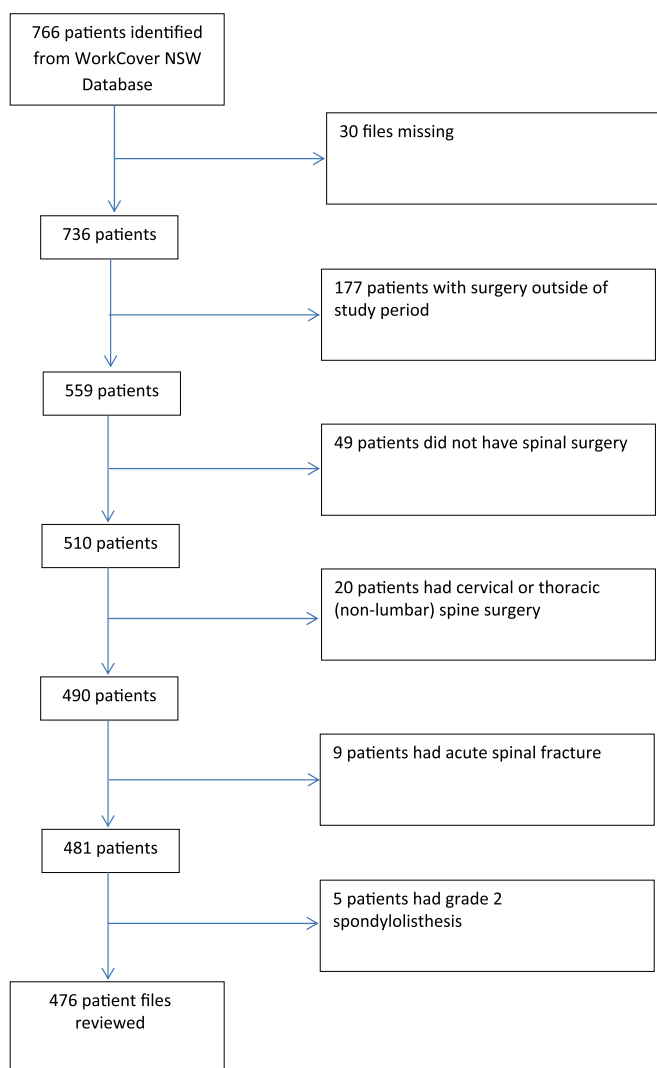 766 patients identified
from WorkCover NSW
Database
30 files missing
736 patients
177 patients with surgery outside of
study period
559 patients
49 patients did not have spinal surgery
510 patients
20 patients had cervical or thoracic
(non-lumbar) spine surgery
490 patients
9 patients had acute spinal fracture
481 patients
5 patients had grade 2
spondylolisthesis
476 patient files
reviewed